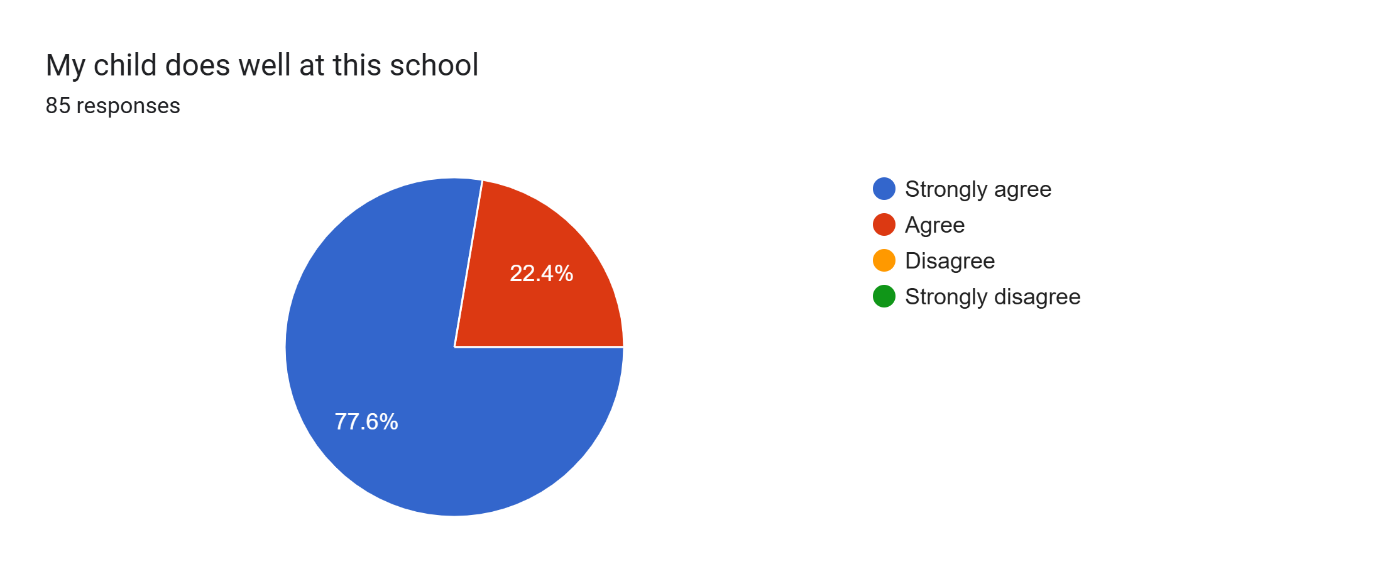 My child does well at this school
85 responses
Strongly agree
Agree
Disagree
Strongly disagree
22.4%
77.6%